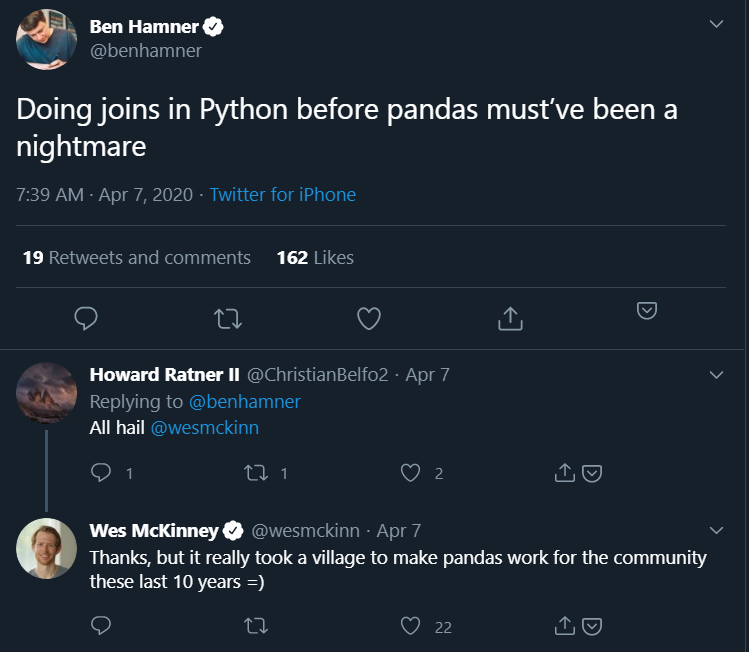 Ben Hamner
@benhamner
Doing joins in Python before pandas must’ve been a
nightmare
7:39 AM · Apr 7, 2020 · Twitter for iPhone
19 Retweets and comments 162 Likes
Howard Ratner II @ChristianBelfo2 · Apr 7
Replying to @benhamner
All hail @wesmckinn
1 1 2
Wes McKinney @wesmckinn · Apr 7
Thanks, but it really took a village to make pandas work for the community
these last 10 years =)
22